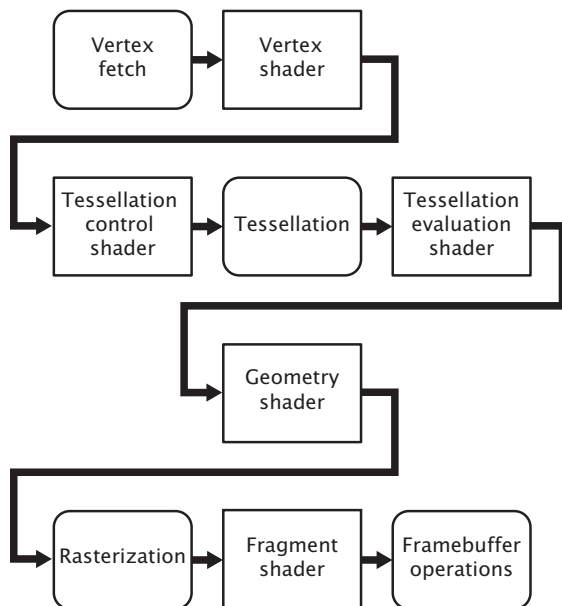 Vertex
fetch
Vertex
shader
Tessellation
control
shader
Tessellation
Tessellation
evaluation
shader
Geometry
shader
Rasterization
Fragment
shader
Framebuffer
operations